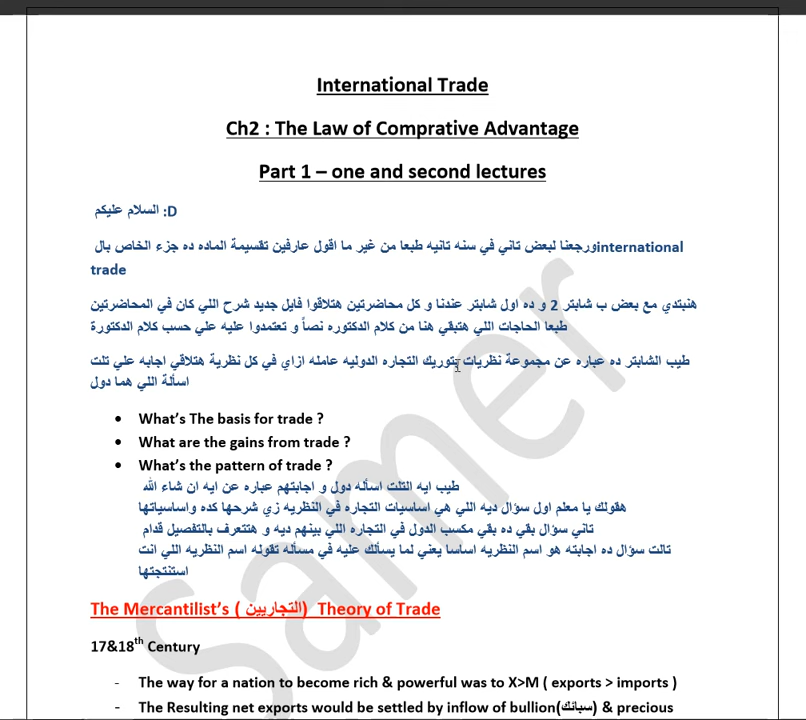 International Trade
Ch2 : The Law of Comprative Advantage
Part 1 – one and second lectures
السلام عليكم :D
ورجعنا لبعض تاني في سنه تانيه طبعا من غير ما اقول عارفين تقسيمة الماده ده جزء الخاص بال international
trade
هنبتدي مع بعض ب شابتر 2 و ده اول شابتر عندنا و كل محاضرتين هتلاقوا فايل جديد شرح اللي كان في المحاضرتين
طبعا الحاجات اللي هتبقي هنا من كلام الدكتوره نصاً و تعتمدوا عليه علي حسب كلام الدكتورة
طيب الشابتر ده عباره عن مجموعة نظريات بتوريك التجاره الدوليه عامله ازاي في كل نظرية هتلاقي اجابه علي تلت
اسألة اللي هما دول
• What's The basis for trade ?
• What are the gains from trade ?
• What's the pattern of trade ?
طيب ايه التلت اسأله دول و اجابتهم عباره عن ايه ان شاء الله
هقولك يا معلم اول سؤال ديه اللي هي اساسيات التجاره في النظريه زي شرحها كده واساسياتها
تاني سؤال بقي ده بقي مكسب الدول في التجاره اللي بينهم ديه و هتتعرف بالتفصيل قدام
تالت سؤال ده اجابته هو اسم النظريه اساسا يعني لما يسألك عليه في مسأله تقوله اسم النظريه اللي انت
استنتجتها
The Mercantilist's ( التجاريين) Theory of Trade
17&18th Century
- The way for a nation to become rich & powerful was to X>M ( exports > imports )
- The Resulting net exports would be settled by inflow of bullion(سبائك) & precious
Samer